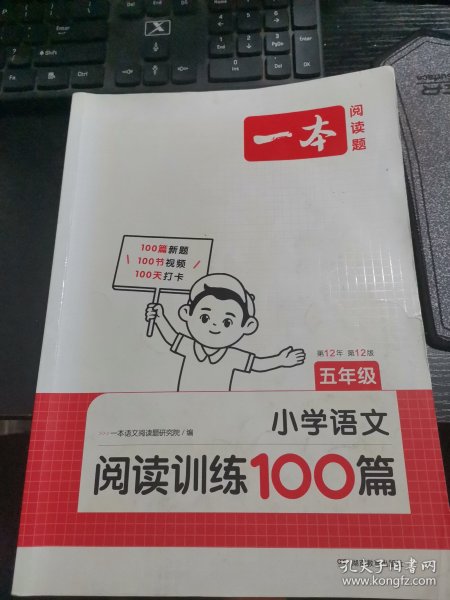 一本
阅读题
100篇新题
100节视频
100天打卡
第12年 第12版
五年级
小学语文
>>> 一本语文阅读题研究院 / 编
阅读训练100篇
孔夫子旧书网
www.kongfz.com